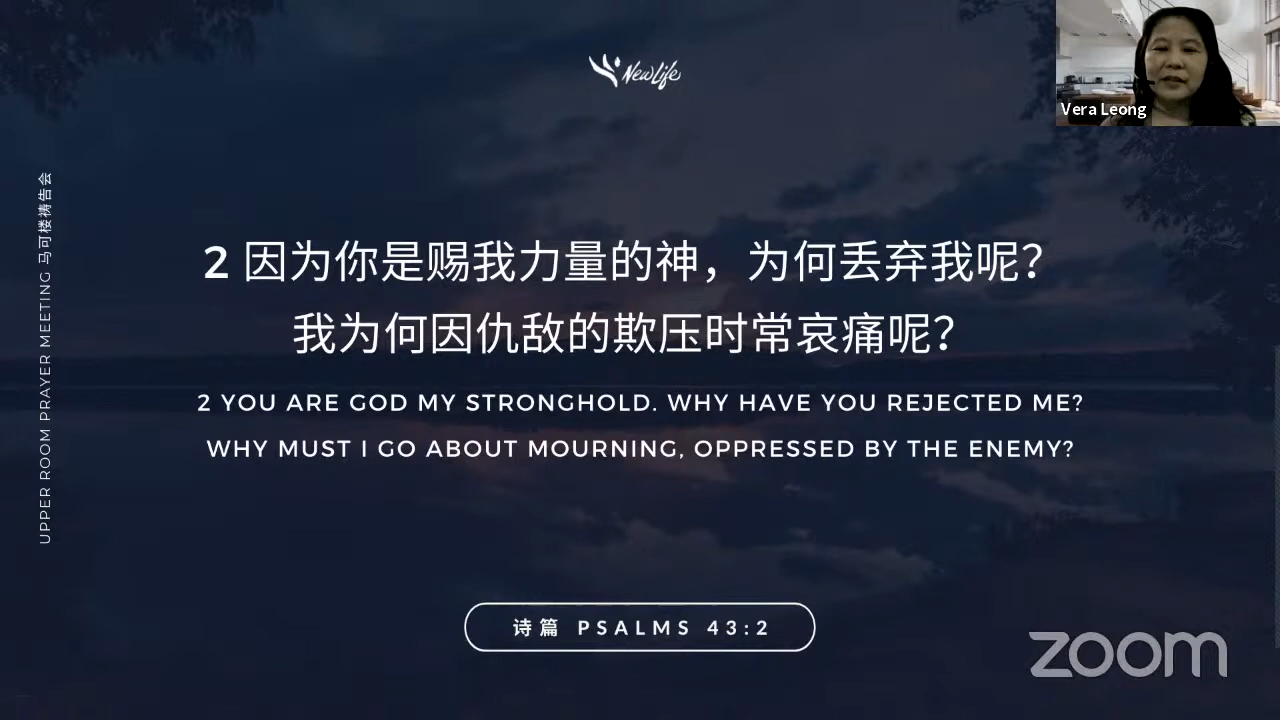 NewLife
Vera Leong
UPPER ROOM PRAYER MEETING 马可楼祷告会
2 因为你是赐我力量的神，为何丢弃我呢？
我为何因仇敌的欺压时常哀痛呢？
2 YOU ARE GOD MY STRONGHOLD. WHY HAVE YOU REJECTED ME?
WHY MUST I GO ABOUT MOURNING, OPPRESSED BY THE ENEMY?
诗篇 PSALMS 43:2
zoom